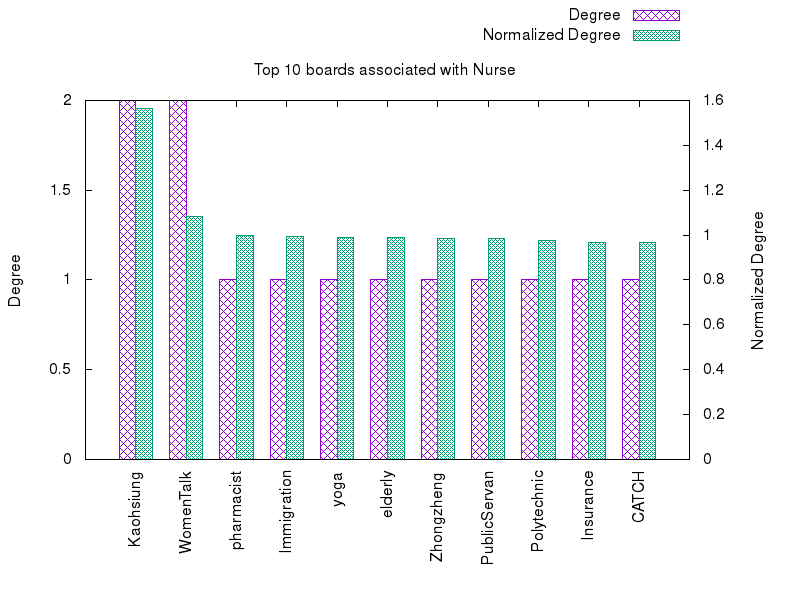 Degree
Normalized Degree
Top 10 boards associated with Nurse
2
1.5
1
0.5
0
1.6
1.4
1.2
1
0.8
0.6
0.4
0.2
0
Degree
Normalized Degree
Kaohsiung
WomenTalk
pharmacist
Immigration
yoga
elderly
Zhongzheng
PublicServan
Polytechnic
Insurance
CATCH